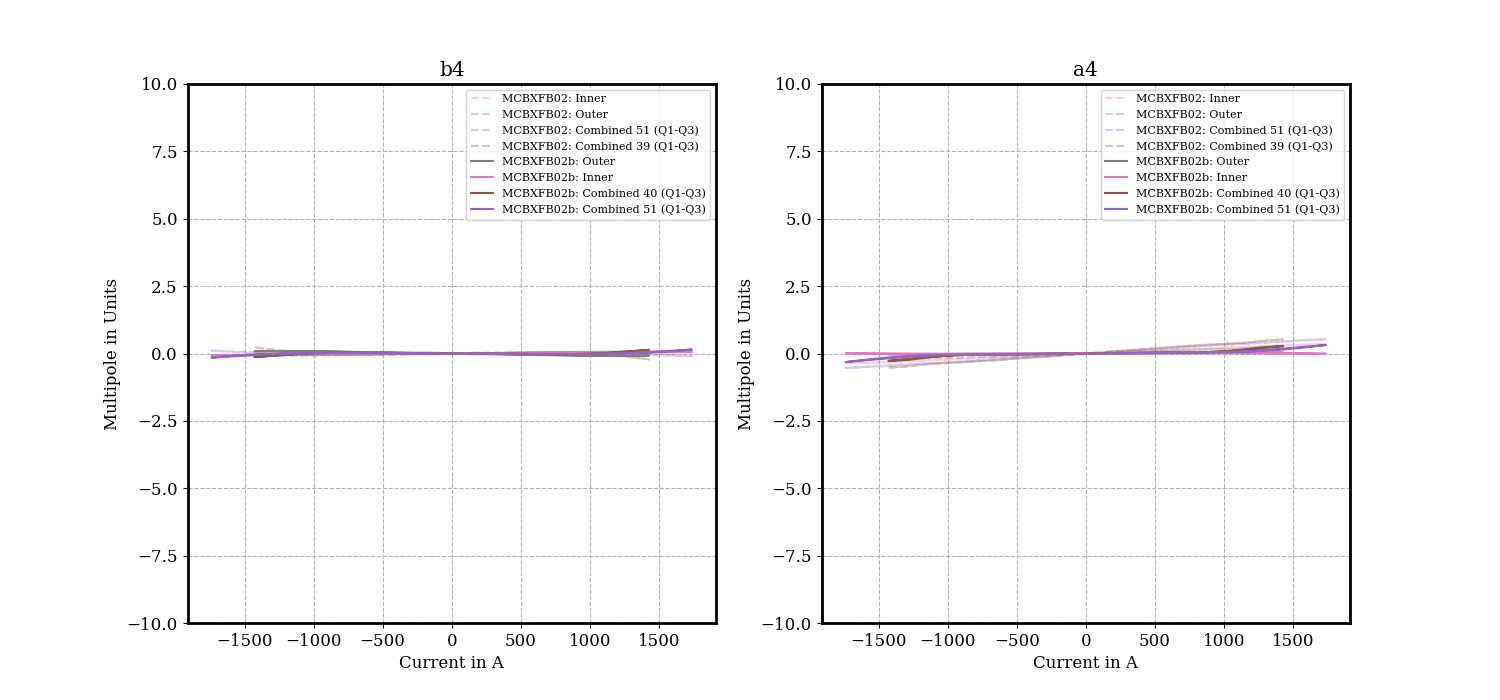 b4
10.0
7.5
5.0
2.5
0.0
−2.5
−5.0
−7.5
−10.0
Multipole in Units
MCBXFB02: Inner
MCBXFB02: Outer
MCBXFB02: Combined 51 (Q1-Q3)
MCBXFB02: Combined 39 (Q1-Q3)
MCBXFB02b: Outer
MCBXFB02b: Inner
MCBXFB02b: Combined 40 (Q1-Q3)
MCBXFB02b: Combined 51 (Q1-Q3)
−1500 −1000 −500 0 500 1000 1500
Current in A
a4
10.0
7.5
5.0
2.5
0.0
−2.5
−5.0
−7.5
−10.0
Multipole in Units
MCBXFB02: Inner
MCBXFB02: Outer
MCBXFB02: Combined 51 (Q1-Q3)
MCBXFB02: Combined 39 (Q1-Q3)
MCBXFB02b: Outer
MCBXFB02b: Inner
MCBXFB02b: Combined 40 (Q1-Q3)
MCBXFB02b: Combined 51 (Q1-Q3)
−1500 −1000 −500 0 500 1000 1500
Current in A